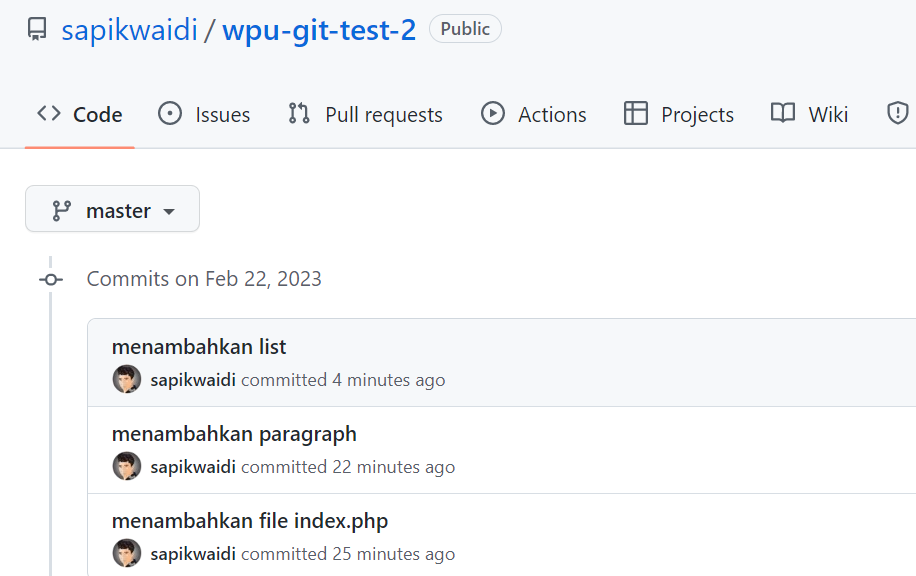 sapikwaidi / wpu-git-test-2 Public
Code Issues Pull requests Actions Projects Wiki
master
Commits on Feb 22, 2023
menambahkan list
sapikwaidi committed 4 minutes ago
menambahkan paragraph
sapikwaidi committed 22 minutes ago
menambahkan file index.php
sapikwaidi committed 25 minutes ago